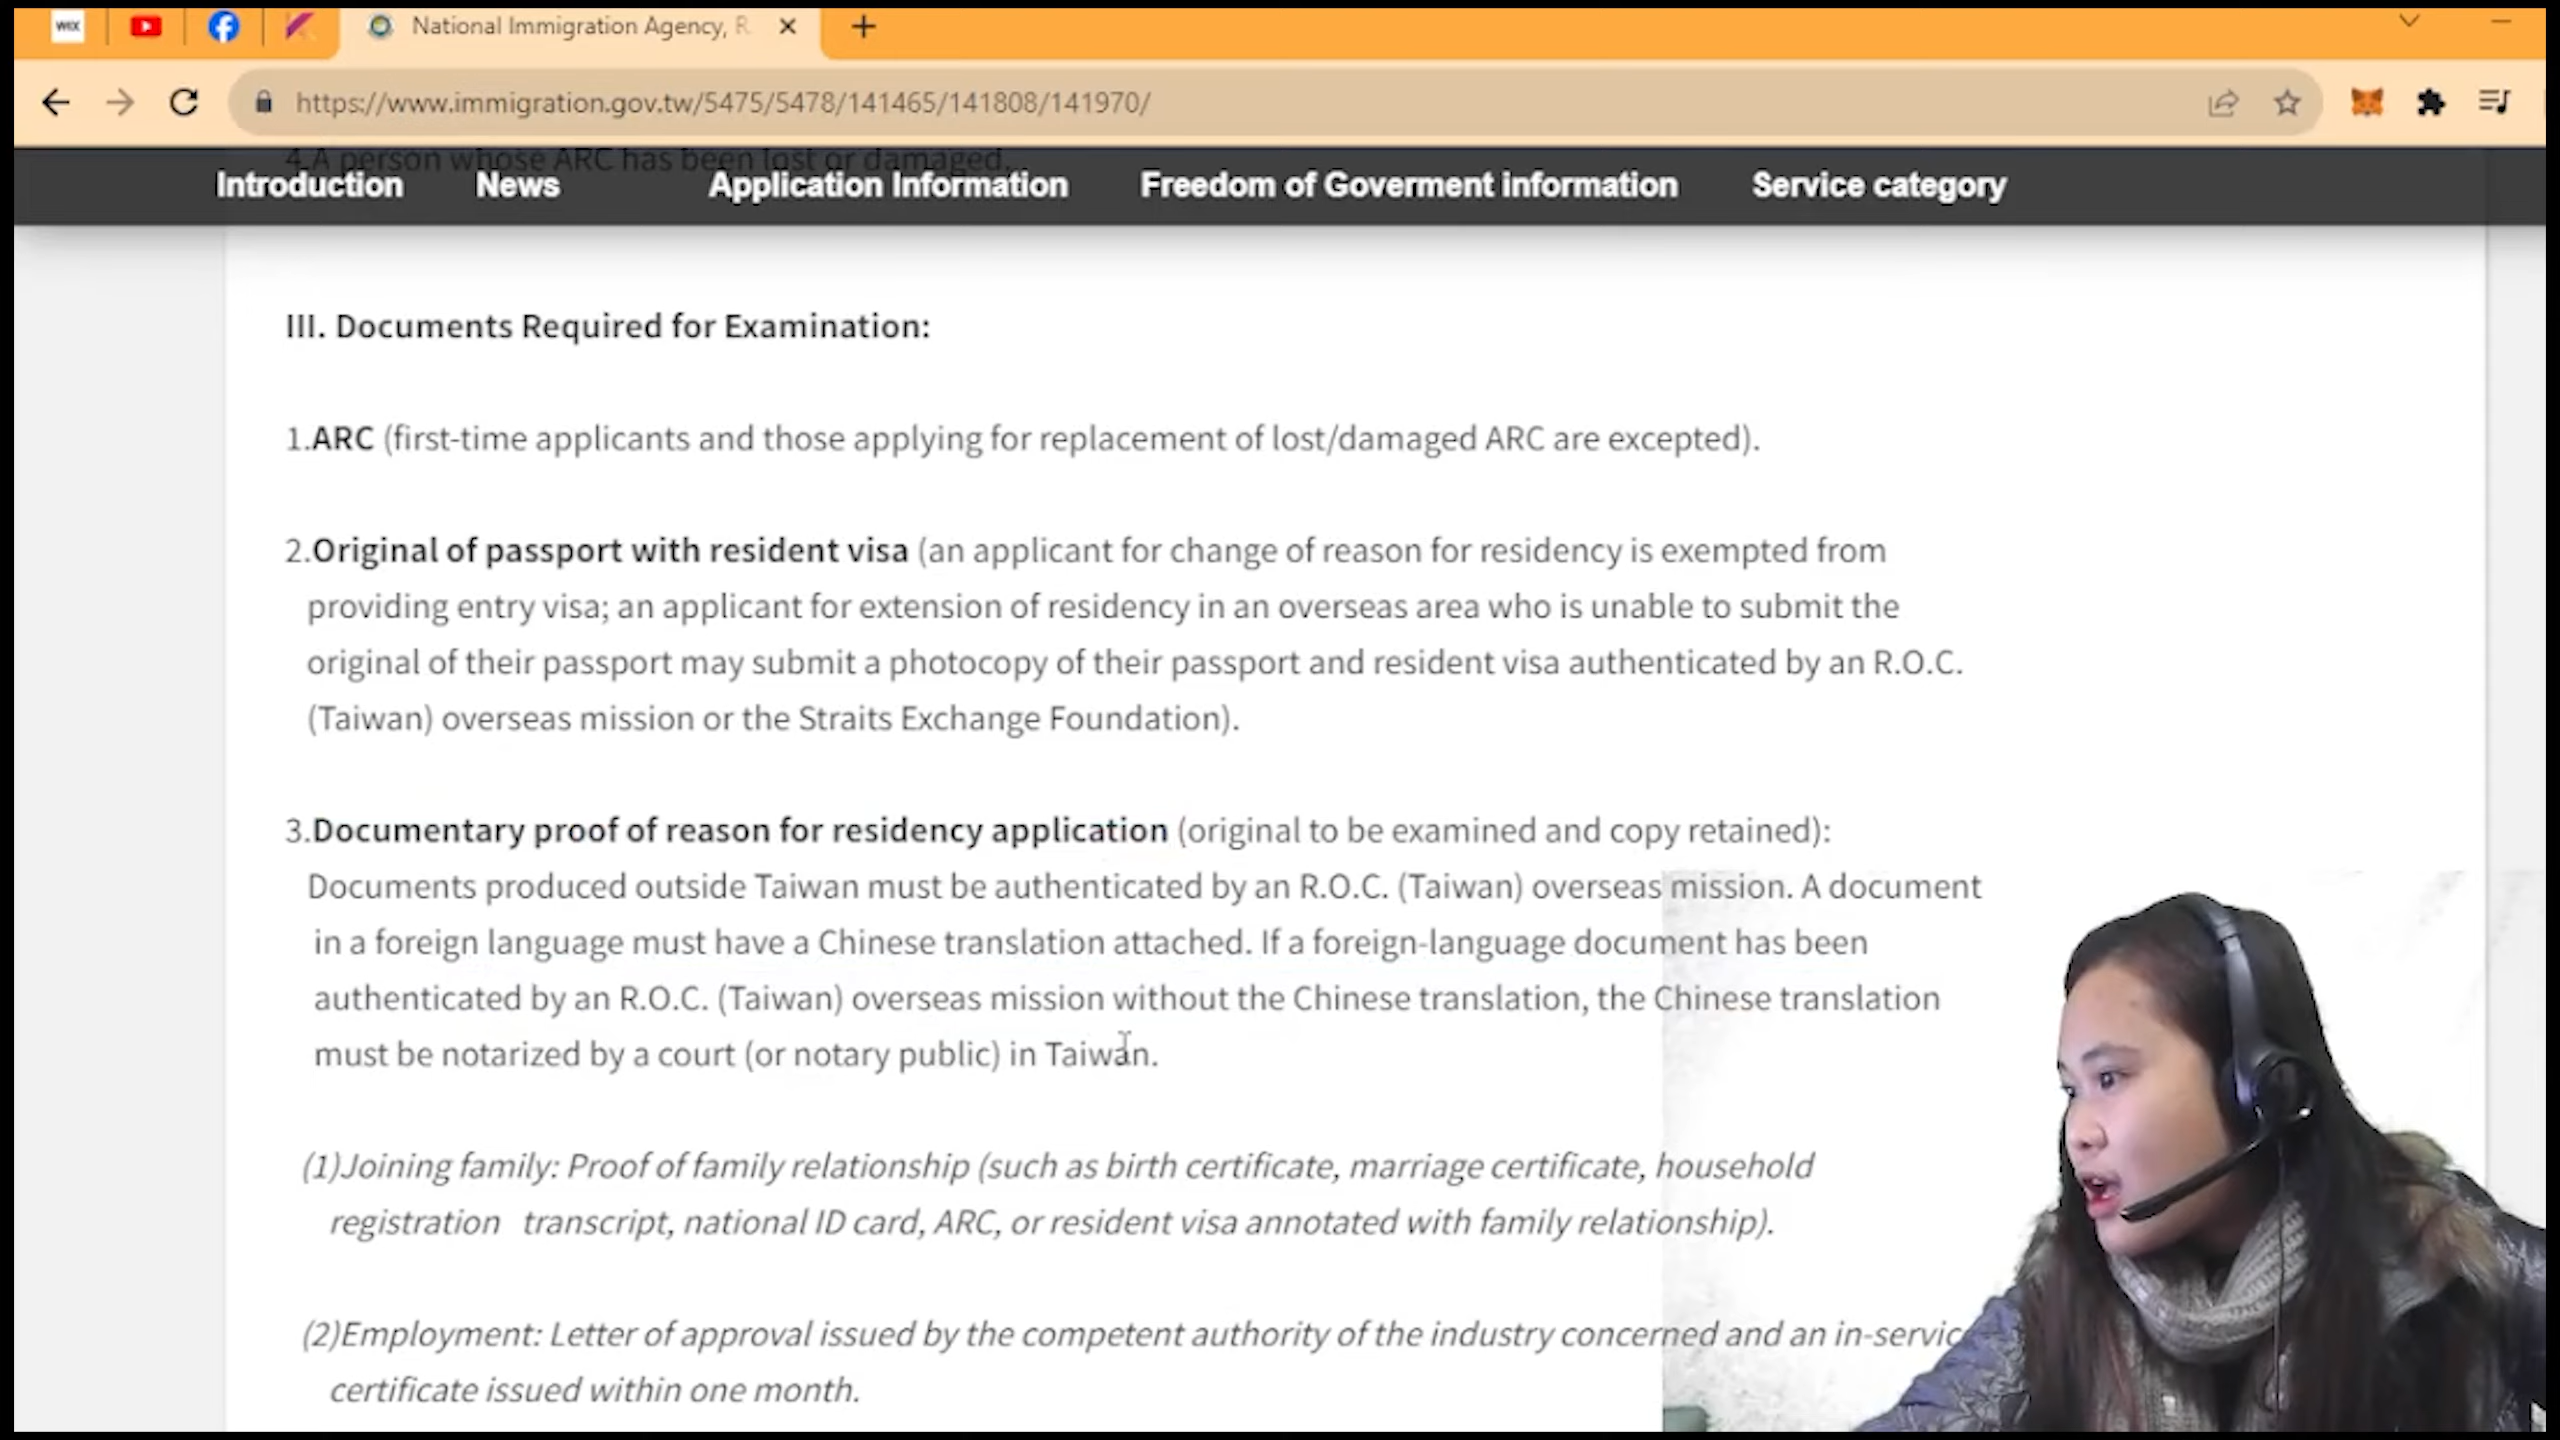 WIX
National Immigration Agency, R
https://www.immigration.gov.tw/5475/5478/141465/141808/141970/
4.A person whose ARC has been lost or damaged.
Introduction News Application Information Freedom of Goverment information Service category
III. Documents Required for Examination:
1.ARC (first-time applicants and those applying for replacement of lost/damaged ARC are excepted).
2.Original of passport with resident visa (an applicant for change of reason for residency is exempted from
providing entry visa; an applicant for extension of residency in an overseas area who is unable to submit the
original of their passport may submit a photocopy of their passport and resident visa authenticated by an R.O.C.
(Taiwan) overseas mission or the Straits Exchange Foundation).
3.Documentary proof of reason for residency application (original to be examined and copy retained):
Documents produced outside Taiwan must be authenticated by an R.O.C. (Taiwan) overseas mission. A document
in a foreign language must have a Chinese translation attached. If a foreign-language document has been
authenticated by an R.O.C. (Taiwan) overseas mission without the Chinese translation, the Chinese translation
must be notarized by a court (or notary public) in Taiwan.
(1)Joining family: Proof of family relationship (such as birth certificate, marriage certificate, household
registration transcript, national ID card, ARC, or resident visa annotated with family relationship).
(2)Employment: Letter of approval issued by the competent authority of the industry concerned and an in-servic
certificate issued within one month.